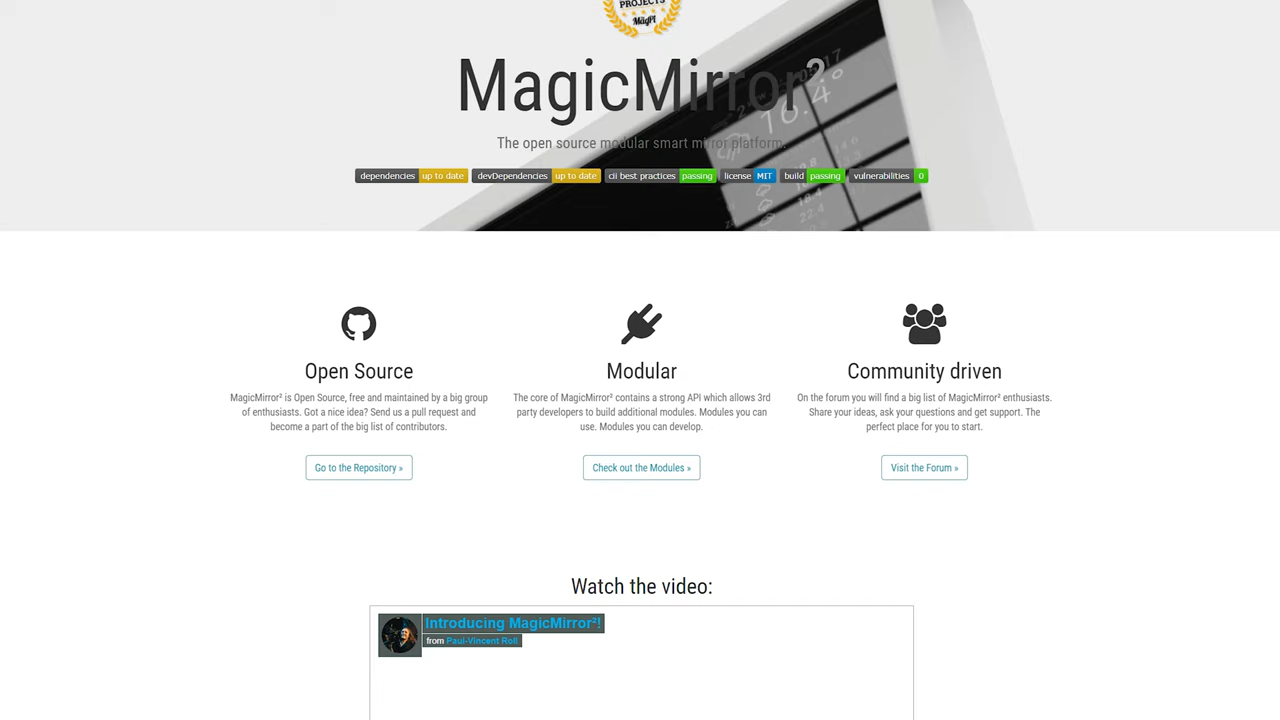 PROJECTS
MagPi
MagicMirror²
The open source modular smart mirror platform.
dependencies up to date devDependencies up to date cii best practices passing license MIT build passing vulnerabilities 0
Open Source
MagicMirror² is Open Source, free and maintained by a big group
of enthusiasts. Got a nice idea? Send us a pull request and
become a part of the big list of contributors.
Go to the Repository »
Modular
The core of MagicMirror² contains a strong API which allows 3rd
party developers to build additional modules. Modules you can
use. Modules you can develop.
Check out the Modules »
Community driven
On the forum you will find a big list of MagicMirror² enthusiasts.
Share your ideas, ask your questions and get support. The
perfect place for you to start.
Visit the Forum »
Watch the video:
Introducing MagicMirror²!
from Paul-Vincent Roll